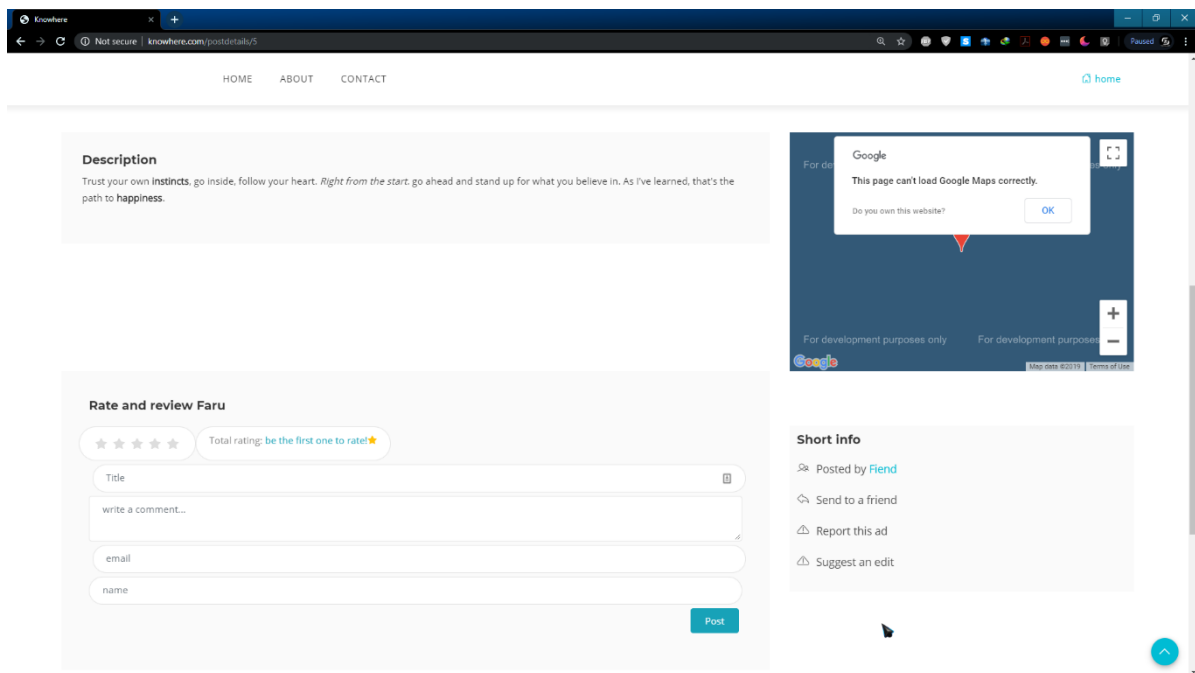 Knowhere
Not secure | knowhere.com/postdetails/5
Paused
HOME ABOUT CONTACT
home
Description
Trust your own instincts, go inside, follow your heart. Right from the start. go ahead and stand up for what you believe in. As I've learned, that's the
path to happiness.
Google
This page can't load Google Maps correctly.
Do you own this website?
OK
For de
es only
For development purposes only
For development purposes
Google
Map data ©2019
Terms of Use
Rate and review Faru
Total rating: be the first one to rate!
Title
write a comment...
email
name
Post
Short info
Posted by Fiend
Send to a friend
Report this ad
Suggest an edit